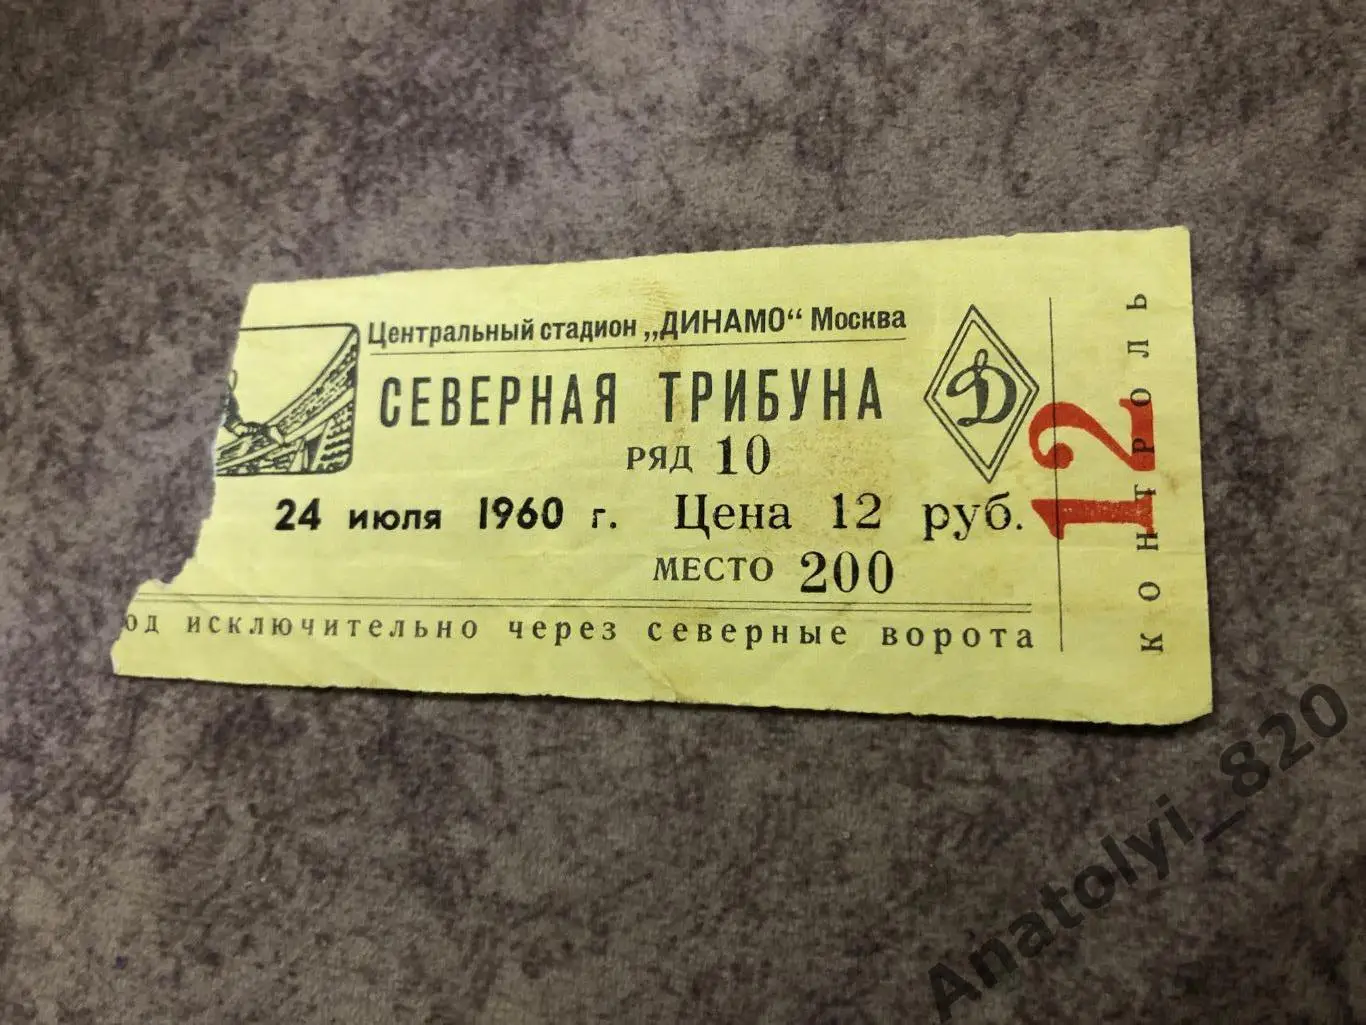 Центральный стадион „ДИНАМО“ Москва
СЕВЕРНАЯ ТРИБУНА
РЯД 10
24 июля 1960 г. Цена 12 руб.
МЕСТО 200
од исключительно через северные ворота
Д
12
КОНТРОЛЬ
Anatolyi_820